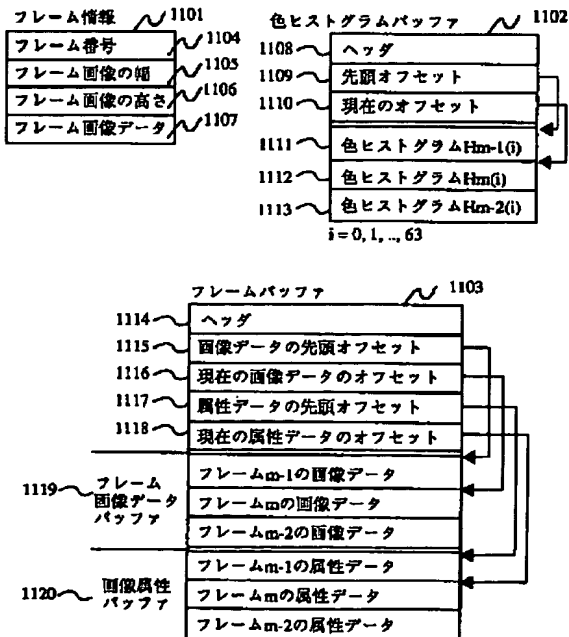 フレーム情報 1101
フレーム番号 1104
フレーム画像の幅 1105
フレーム画像の高さ 1106
フレーム画像データ 1107
色ヒストグラムバッファ 1102
1108 ヘッダ
1109 先頭オフセット
1110 現在のオフセット
1111 色ヒストグラムHm-1(i)
1112 色ヒストグラムHm(i)
1113 色ヒストグラムHm-2(i)
i = 0, 1, .., 63
フレームバッファ 1103
1114 ヘッダ
1115 画像データの先頭オフセット
1116 現在の画像データのオフセット
1117 属性データの先頭オフセット
1118 現在の属性データのオフセット
1119 フレーム画像データバッファ
フレームm-1の画像データ
フレームmの画像データ
フレームm-2の画像データ
1120 画像属性バッファ
フレームm-1の属性データ
フレームmの属性データ
フレームm-2の属性データ